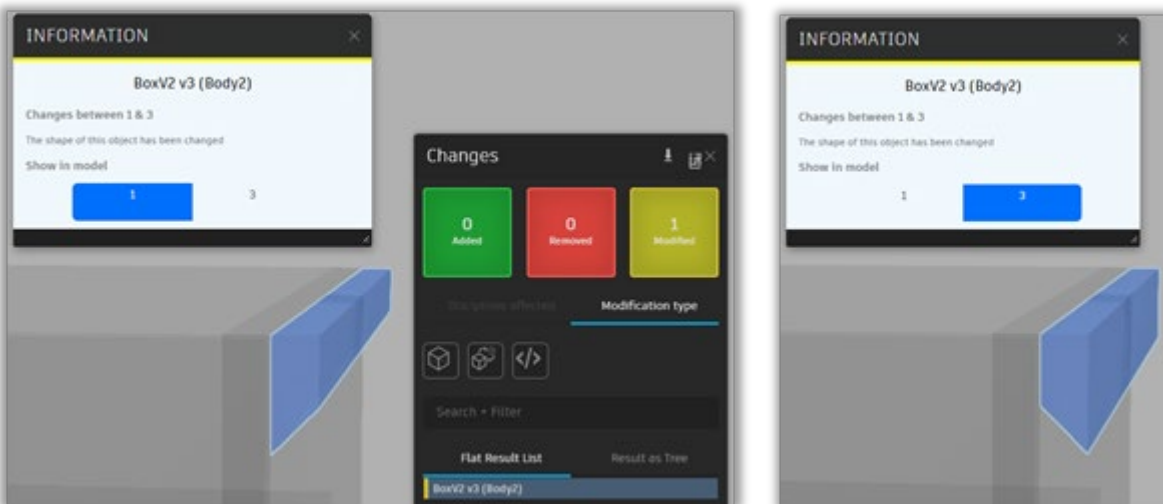 INFORMATION
BoxV2 v3 (Body2)
Changes between 1 & 3
The shape of this object has been changed
Show in model
1 3
Changes
0
Added
0
Removed
1
Modified
Disciplines affected
Modification type
Search + Filter
Flat Result List
Result as Tree
BoxV2 v3 (Body2)
INFORMATION
BoxV2 v3 (Body2)
Changes between 1 & 3
The shape of this object has been changed
Show in model
1 3